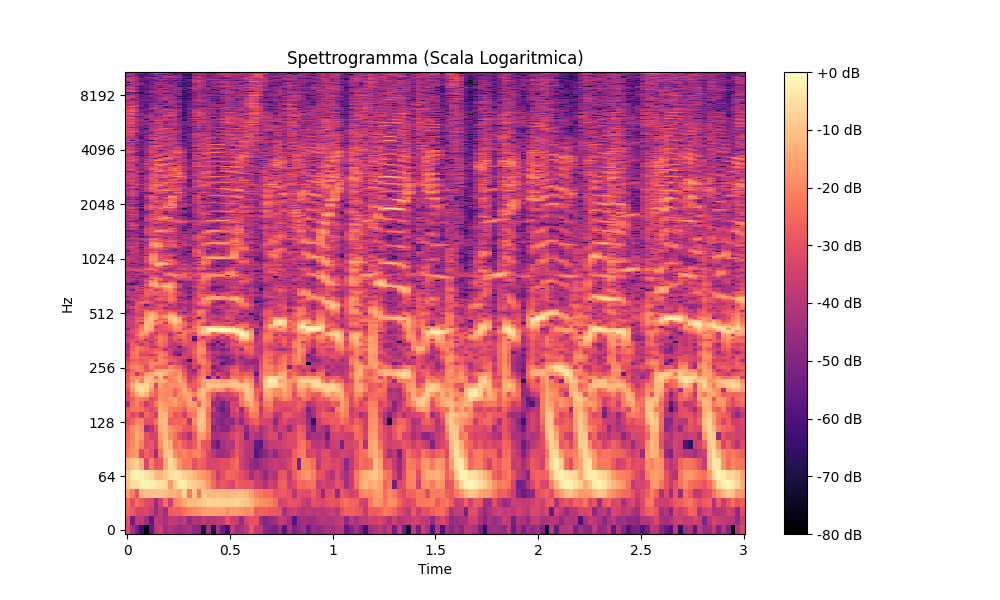 Spettrogramma (Scala Logaritmica)
Hz
8192
4096
2048
1024
512
256
128
64
0
0
0.5
1
1.5
2
2.5
3
Time
+0 dB
-10 dB
-20 dB
-30 dB
-40 dB
-50 dB
-60 dB
-70 dB
-80 dB